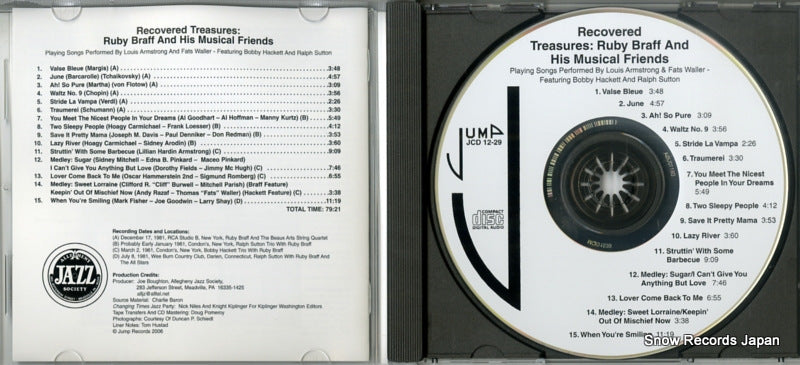 Recovered Treasures:
Ruby Braff And His Musical Friends
Playing Songs Performed By Louis Armstrong And Fats Waller - Featuring Bobby Hackett And Ralph Sutton
1. Valse Bleue (Margis) (A) 3:48
2. June (Barcarolle) (Tchaikovsky) (A) 4:57
3. Ah! So Pure (Martha) (von Flotow) (A) 3:09
4. Waltz No. 9 (Chopin) (A) 3:56
5. Stride La Vampa (Verdi) (A) 2:26
6. Traumerei (Schumann) (A) 3:30
7. You Meet The Nicest People In Your Dreams (Al Goodhart – Al Hoffman - Manny Kurtz) (B) 5:49
8. Two Sleepy People (Hoagy Carmichael – Frank Loesser) (B) 4:12
9. Save It Pretty Mama (Joseph M. Davis – Paul Denniker – Don Redman) (B) 3:53
10. Lazy River (Hoagy Carmichael - Sidney Arodin) (B) 6:10
11. Struttin' With Some Barbecue (Lillian Hardin Armstrong) (C) 9:09
12. Medley: Sugar (Sidney Mitchell – Edna B. Pinkard – Maceo Pinkard)
I Can't Give You Anything But Love (Dorothy Fields – Jimmy Mc Hugh) (C) 7:46
13. Lover Come Back To Me (Oscar Hammerstein 2nd – Sigmund Romberg) (C) 6:55
14. Medley: Sweet Lorraine (Clifford R. "Cliff" Burwell – Mitchell Parish) (Braff Feature)
Keepin' Out Of Mischief Now (Andy Razaf – Thomas "Fats" Waller) (Hackett Feature) (C) 3:38
15. When You're Smiling (Mark Fisher – Joe Goodwin – Larry Shay) (D) 11:19
TOTAL TIME: 79:21
Recording Dates and Locations:
(A) December 17, 1981, RCA Studio B, New York, Ruby Braff And The Beaux Arts String Quartet
(B) Probably Early January 1961, Condon's, New York, Ralph Sutton Trio With Ruby Braff
(C) March 2, 1961, Condon's, New York, Bobby Hackett Trio With Ruby Braff
(D) July 8, 1981, Wee Burn Country Club, Darien, Connecticut, Ralph Sutton With Ruby Braff And
The All Stars
Production Credits:
Producer: Joe Boughton, Allegheny Jazz Society,
293 Jefferson Street, Meadville, PA 16335-1425
Source Material: Charlie Baron
Changing Times Jazz Party: Nick Niles And Knight Kiplinger For Kiplinger Washington Editors
Tape Transfers And CD Mastering: Doug Pomeroy
Photographs: Courtesy Of Duncan P. Schiedt
Liner Notes: Tom Hustad
© Jump Records 2006
ALLEGHENY
JAZZ
SOCIETY
Recovered
Treasures: Ruby Braff And
His Musical Friends
Playing Songs Performed By Louis Armstrong & Fats Waller -
Featuring Bobby Hackett And Ralph Sutton
JUMP
JCD 12-29
COMPACT
disc
DIGITAL AUDIO
1. Valse Bleue 3:48
2. June 4:57
3. Ah! So Pure 3:09
4. Waltz No. 9 3:56
5. Stride La Vampa 2:26
6. Traumerei 3:30
7. You Meet The Nicest
People In Your Dreams
5:49
8. Two Sleepy People 4:12
9. Save It Pretty Mama 3:53
10. Lazy River 6:10
11. Struttin' With Some
Barbecue
9:09
12. Medley: Sugar/I Can't Give You
Anything But Love 7:46
13. Lover Come Back To Me 6:55
14. Medley: Sweet Lorraine/Keepin'
Out Of Mischief Now 3:38
15. When You're Smiling 11:19
Snow Records Japan